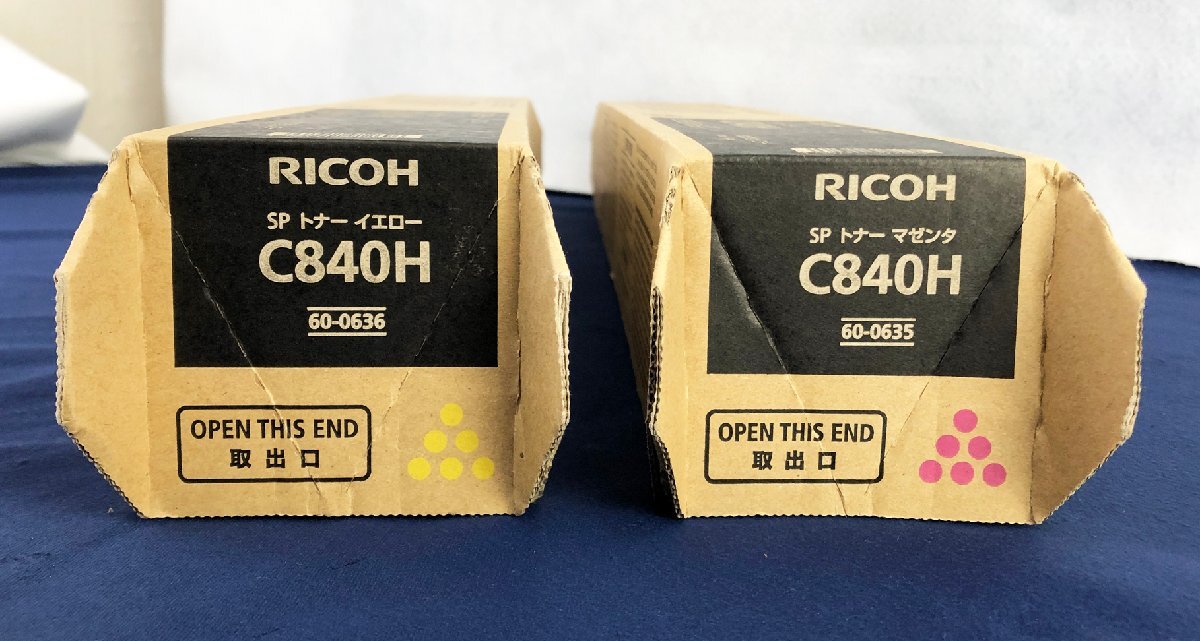 RICOH
SP トナー イエロー
C840H
60-0636
OPEN THIS END
取出口
RICOH
SP トナー マゼンタ
C840H
60-0635
OPEN THIS END
取出口